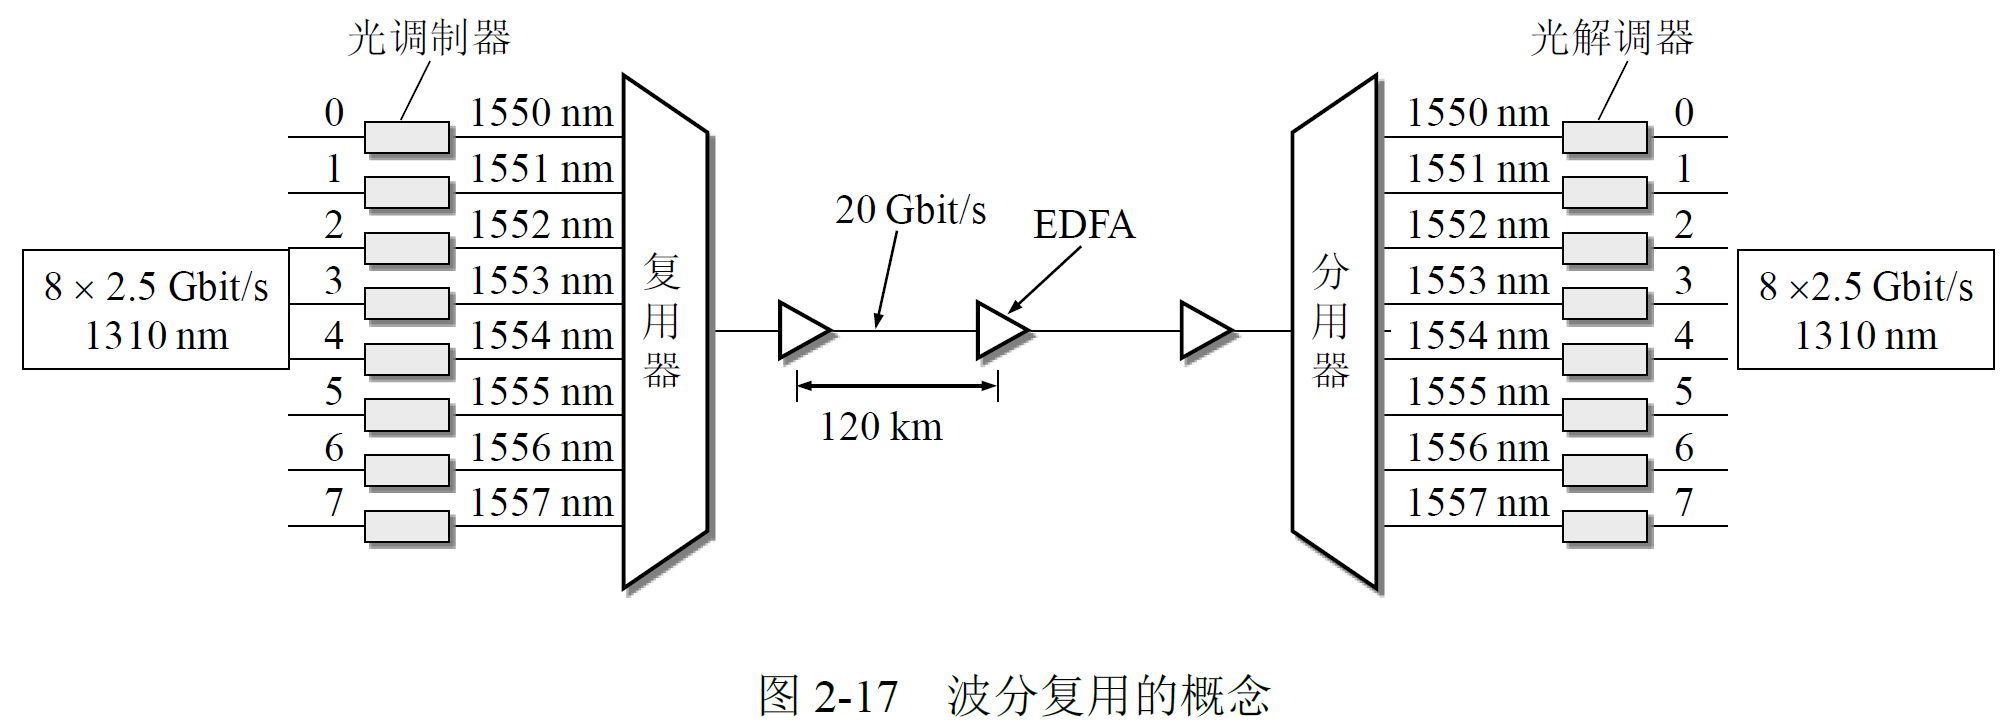 光调制器
光解调器
0 1550 nm
1 1551 nm
2 1552 nm
3 1553 nm
4 1554 nm
5 1555 nm
6 1556 nm
7 1557 nm
8 × 2.5 Gbit/s
1310 nm
复用器
20 Gbit/s
EDFA
120 km
分用器
1550 nm 0
1551 nm 1
1552 nm 2
1553 nm 3
1554 nm 4
1555 nm 5
1556 nm 6
1557 nm 7
8 ×2.5 Gbit/s
1310 nm
图 2-17 波分复用的概念